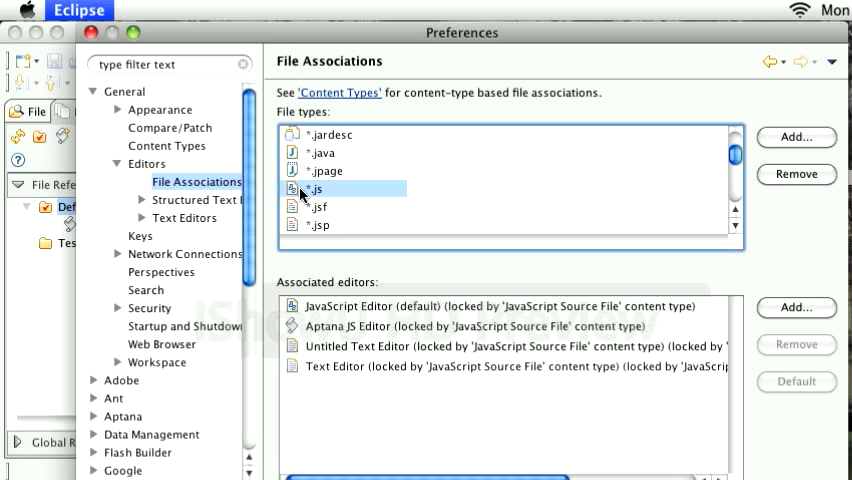 Eclipse
Mon
Preferences
type filter text
File Associations
See 'Content Types' for content-type based file associations.
File types:
*.jardesc
*.java
*.jpage
*.js
*.jsf
*.jsp
Add...
Remove
Associated editors:
JavaScript Editor (default) (locked by 'JavaScript Source File' content type)
Aptana JS Editor (locked by 'JavaScript Source File' content type)
Untitled Text Editor (locked by 'JavaScript Source File' content type) (locked by '
Text Editor (locked by 'JavaScript Source File' content type) (locked by 'JavaScrip
Add...
Remove
Default
General
Appearance
Compare/Patch
Content Types
Editors
File Associations
Structured Text
Text Editors
Keys
Network Connections
Perspectives
Search
Security
Startup and Shutdow
Web Browser
Workspace
Adobe
Ant
Aptana
Data Management
Flash Builder
Google
File
File Refe
Def
Tes
Global R